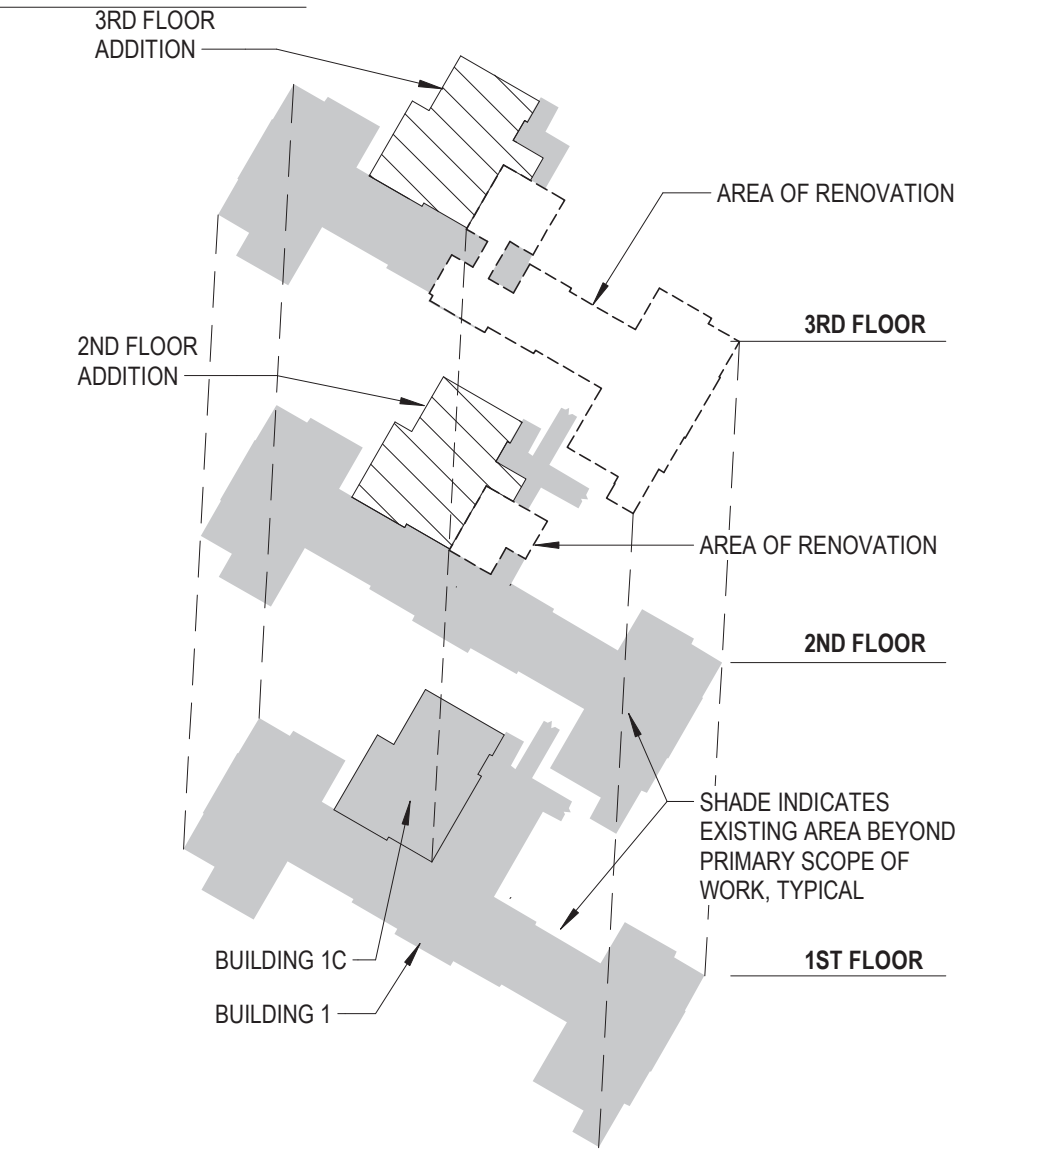 3RD FLOOR
ADDITION
AREA OF RENOVATION
3RD FLOOR
2ND FLOOR
ADDITION
AREA OF RENOVATION
2ND FLOOR
SHADE INDICATES
EXISTING AREA BEYOND
PRIMARY SCOPE OF
WORK, TYPICAL
BUILDING 1C
1ST FLOOR
BUILDING 1